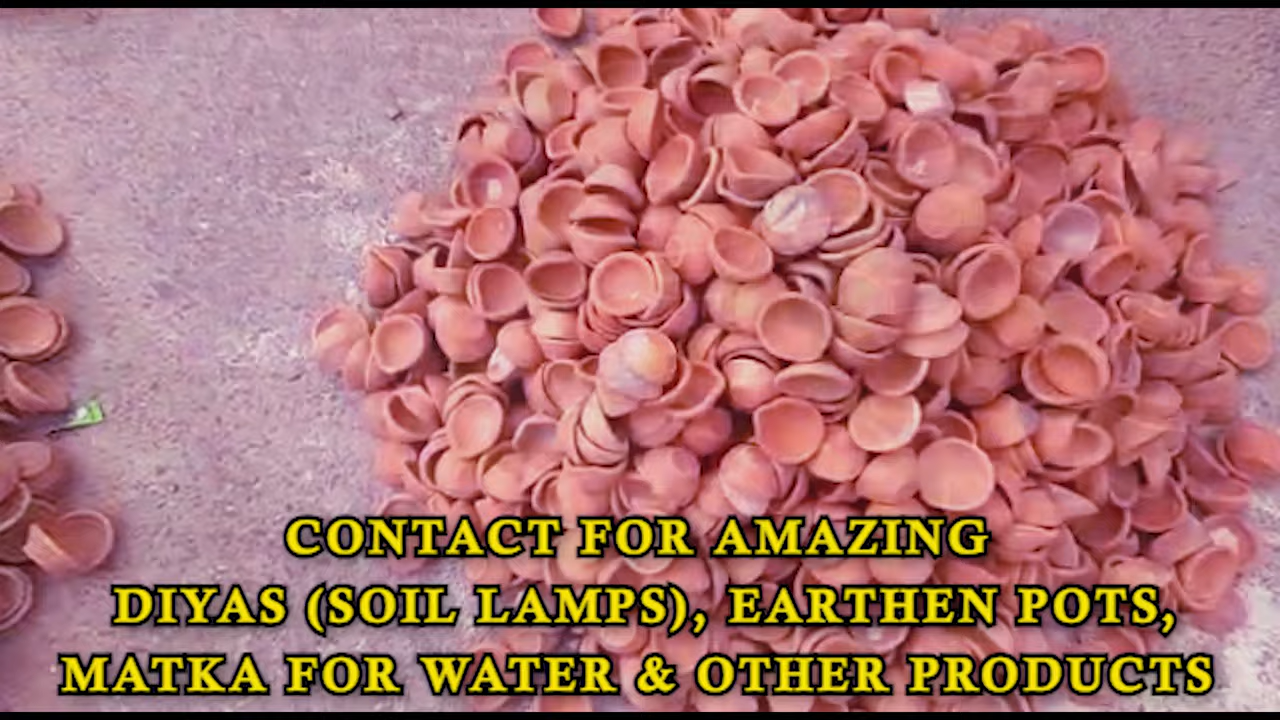 CONTACT FOR AMAZING
DIYAS (SOIL LAMPS), EARTHEN POTS,
MATKA FOR WATER & OTHER PRODUCTS